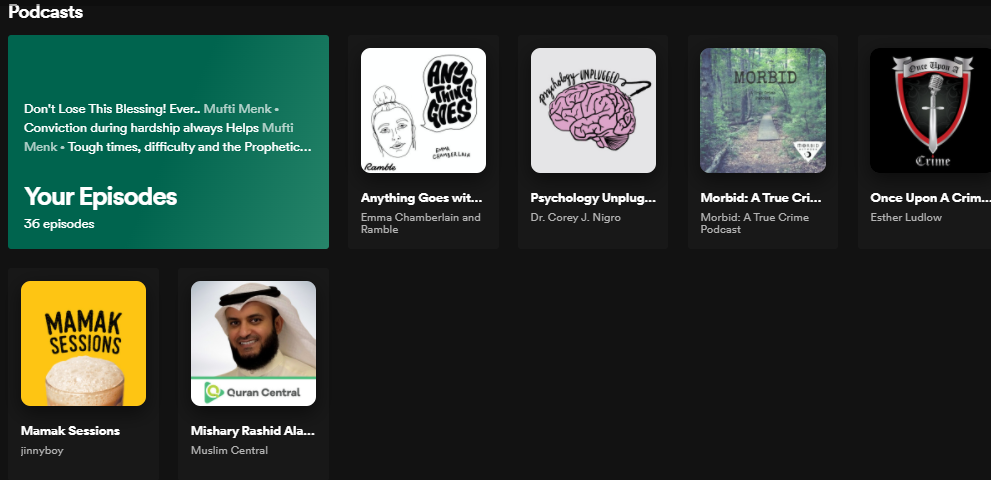 Podcasts
Don't Lose This Blessing! Ever.. Mufti Menk •
Conviction during hardship always Helps Mufti
Menk • Tough times, difficulty and the Prophetic...
Your Episodes
36 episodes
ANY
THING
GOES
EMMA
CHAMBERLAIN
Ramble
Anything Goes wit...
Emma Chamberlain and
Ramble
Psychology UNPLUGGED
Psychology Unplug...
Dr. Corey J. Nigro
MORBID
MORBID
Morbid: A True Cri...
Morbid: A True Crime
Podcast
Once Upon A
Crime
Once Upon A Crim...
Esther Ludlow
MAMAK
SESSIONS
Mamak Sessions
jinnyboy
Quran Central
Mishary Rashid Ala...
Muslim Central